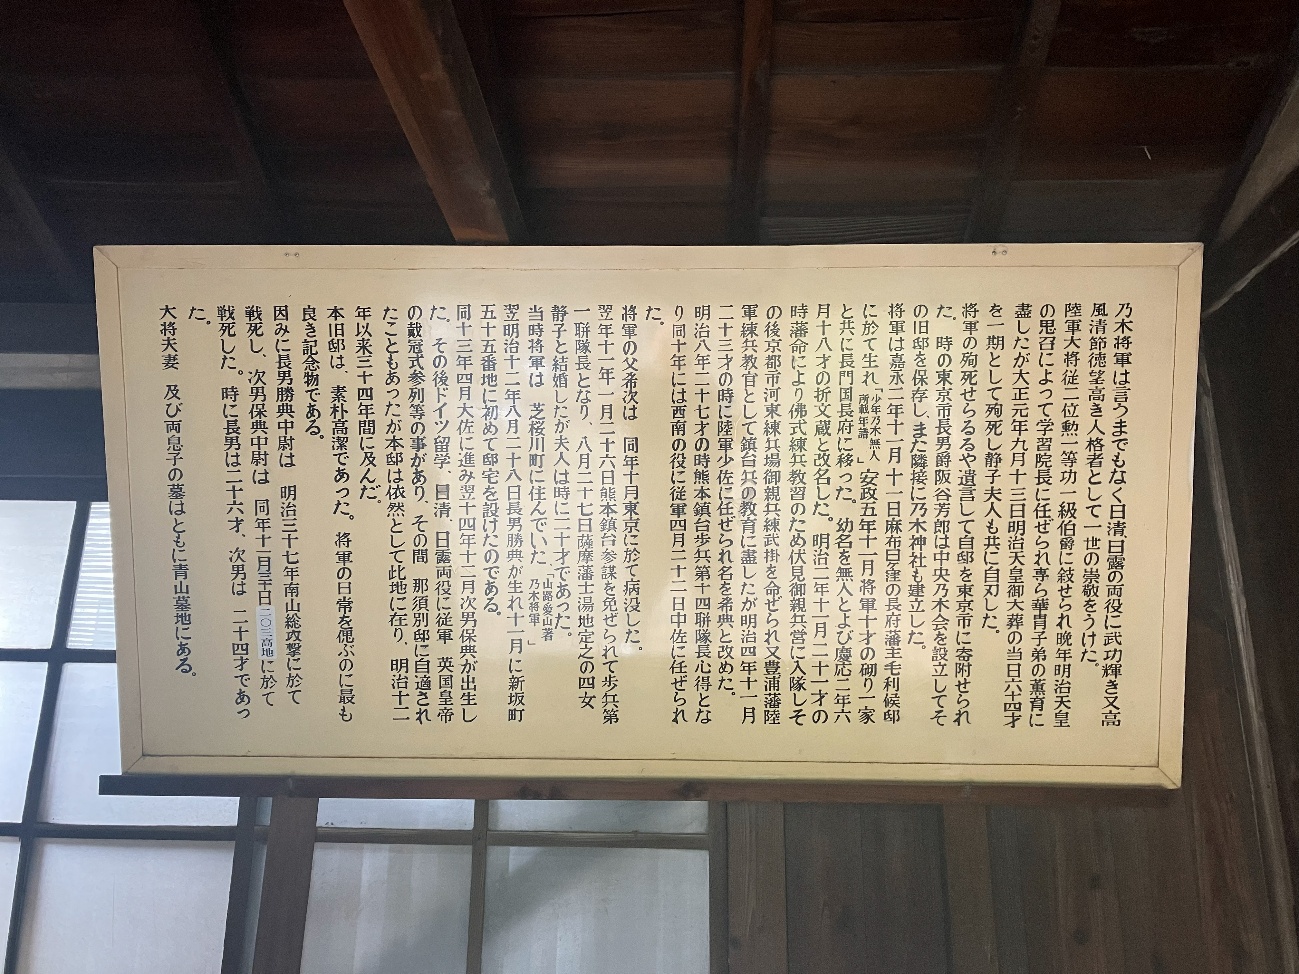 乃木将軍は言うまでもなく日清日露の両役に武功輝き又高
風清節徳望高き人格者として一世の崇敬をうけた。
陸軍大将従二位勲一等功一級伯爵に敍せられ晩年明治天皇
の恩召によって学習院長に任ぜられ専ら華胄子弟の薫育に
盡したが大正元年九月十三日明治天皇御大葬の当日六十四才
を一期として殉死し静子夫人も共に自刃した。
将軍の殉死せらるるや遺言して自邸を東京市に寄附せられ
た。時の東京市長男爵阪谷芳郎は中央乃木会を設立してそ
の旧邸を保存し、また隣接に乃木神社も建立した。
将軍は嘉永二年十一月十一日麻布日ヶ窪の長府藩主毛利候邸
に於て生れ「少年乃木無人所載年譜」安政五年十一月将軍十才の砌り一家
と共に長門国長府に移った。幼名を無人とよび慶応二年六
月十八才の折文蔵と改名した。明治二年十一月二十一才の
時藩命により佛式練兵教習のため伏見御親兵営に入隊しそ
の後京都市河東練兵場御親兵練武掛を命ぜられ又豊浦藩陸
軍練兵教官として鎮台兵の教育に盡したが明治四年十一月
二十三才の時に陸軍少佐に任ぜられ名を希典と改めた。
明治八年二十七才の時熊本鎮台歩兵第十四聯隊長心得とな
り同十年には西南の役に従軍四月二十二日中佐に任ぜられ
た。
将軍の父希次は 同年十月東京に於て病没した。
翌年十一年一月二十六日熊本鎮台参謀を免ぜられて歩兵第
一聯隊長となり、八月二十七日薩摩藩士湯地定之の四女
静子と結婚したが夫人は時に二十才であった。
当時将軍は 芝桜川町に住んでいた「山路愛山著乃木将軍」
翌明治十二年八月二十八日長男勝典が生れ十一月に新坂町
五十五番地に初めて邸宅を設けたのである。
同十三年四月大佐に進み翌十四年十二月次男保典が出生し
た。その後ドイツ留学 日清、日露両役に従軍 英国皇帝
の戴冠式参列等の事があり、その間 那須別邸に自適され
たこともあったが本邸は依然として此地に在り、明治十二
年以来三十四年間に及んだ。
本旧邸は、素朴高潔であった。将軍の日常を偲ぶのに最も
良き記念物である。
因みに長男勝典中尉は 明治三十七年南山総攻撃に於て
戦死し、次男保典中尉は 同年十一月三十日二〇三高地に於て
戦死した。時に長男は二十六才、次男は 二十四才であっ
た。
大将夫妻 及び両息子の墓はともに青山墓地にある。